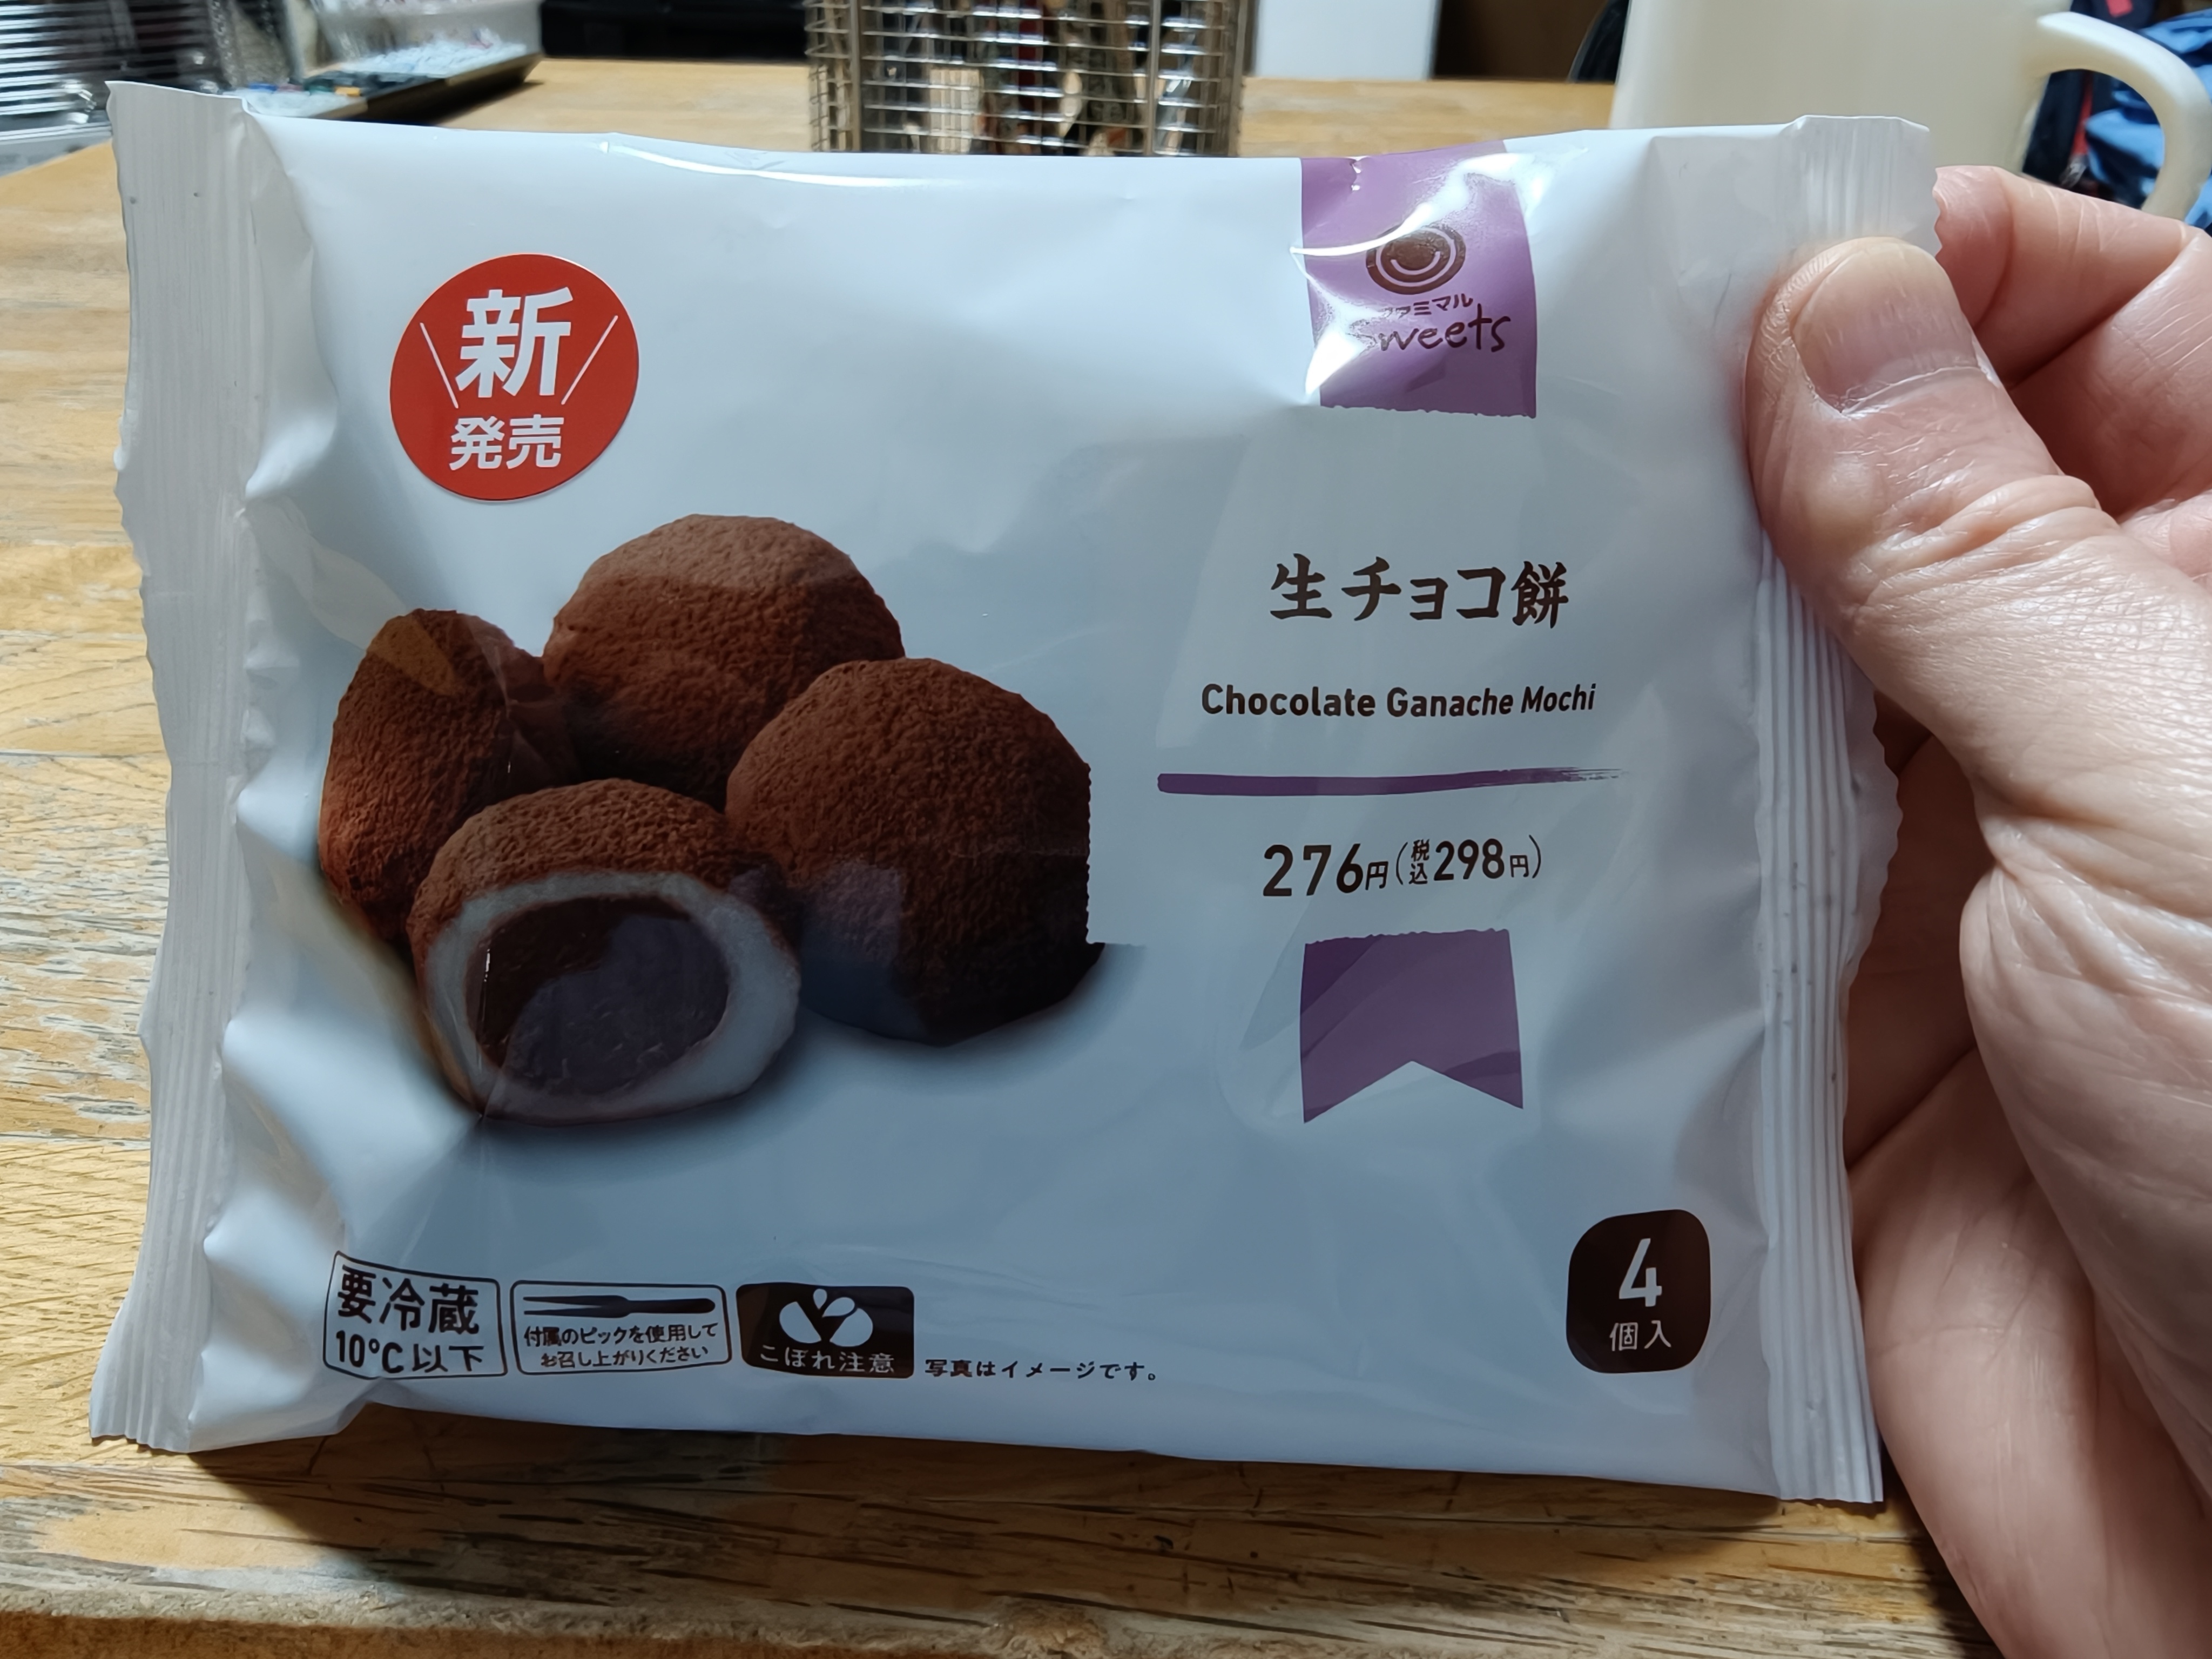 新
発売
ファミマル
Sweets
生チョコ餅
Chocolate Ganache Mochi
276円(税込298円)
4
個入
要冷蔵
10℃以下
付属のピックを使用して
お召し上がりください
こぼれ注意
写真はイメージです。